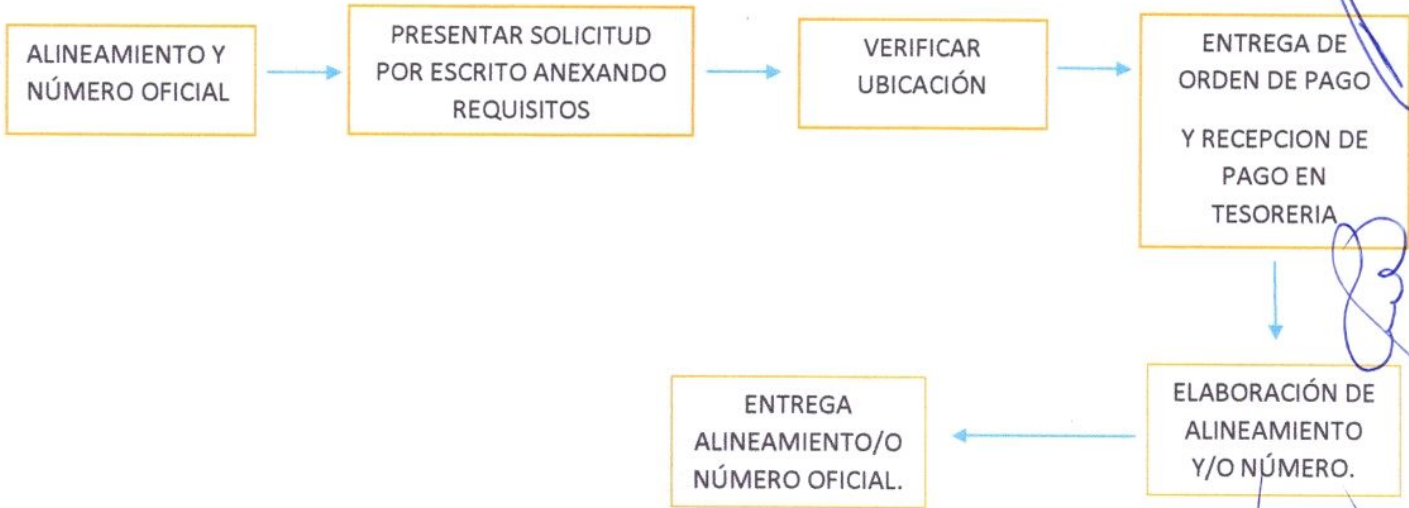 ALINEAMIENTO Y
NÚMERO OFICIAL
PRESENTAR SOLICITUD
POR ESCRITO ANEXANDO
REQUISITOS
VERIFICAR
UBICACIÓN
ENTREGA DE
ORDEN DE PAGO
Y RECEPCION DE
PAGO EN
TESORERIA
ELABORACIÓN DE
ALINEAMIENTO
Y/O NÚMERO.
ENTREGA
ALINEAMIENTO/O
NÚMERO OFICIAL.